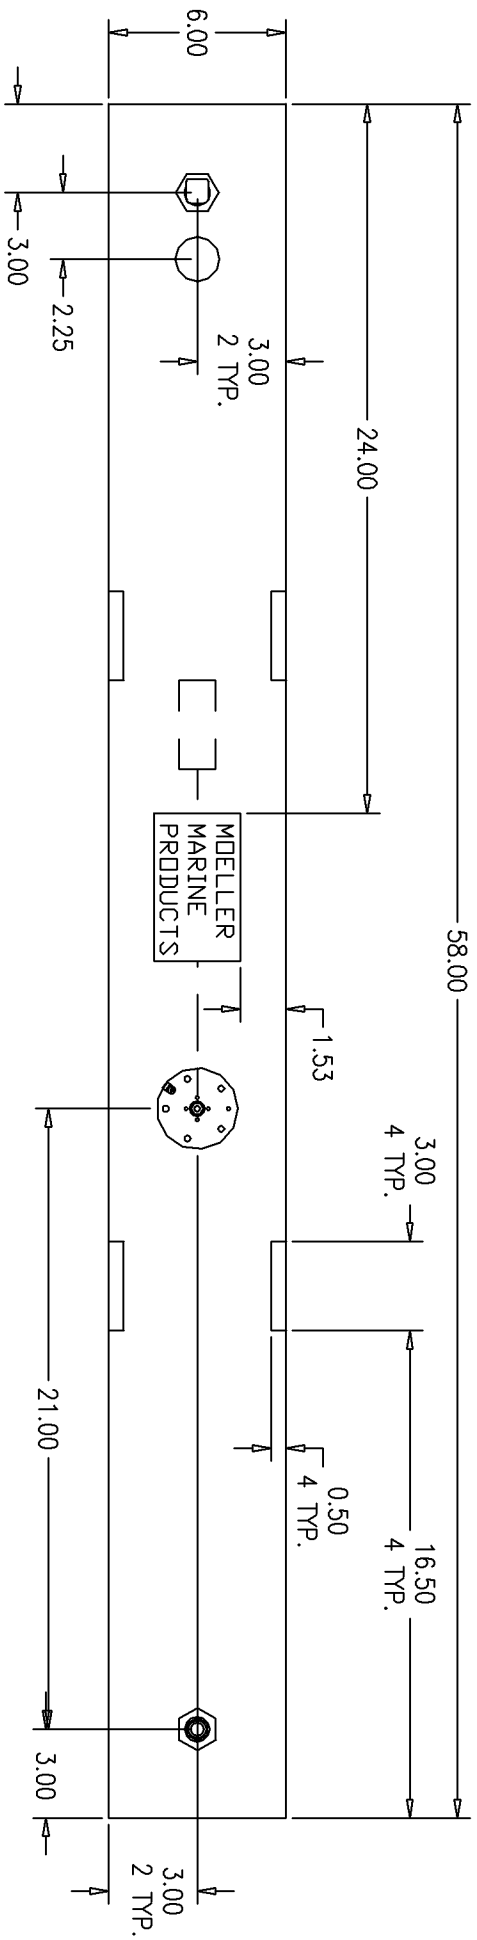 58.00
24.00
16.50
4 TYP.
3.00
4 TYP.
0.50
4 TYP.
1.53
3.00
2 TYP.
6.00
MOELLER
MARINE
PRODUCTS
2.25
3.00
21.00
3.00
3.00
2 TYP.